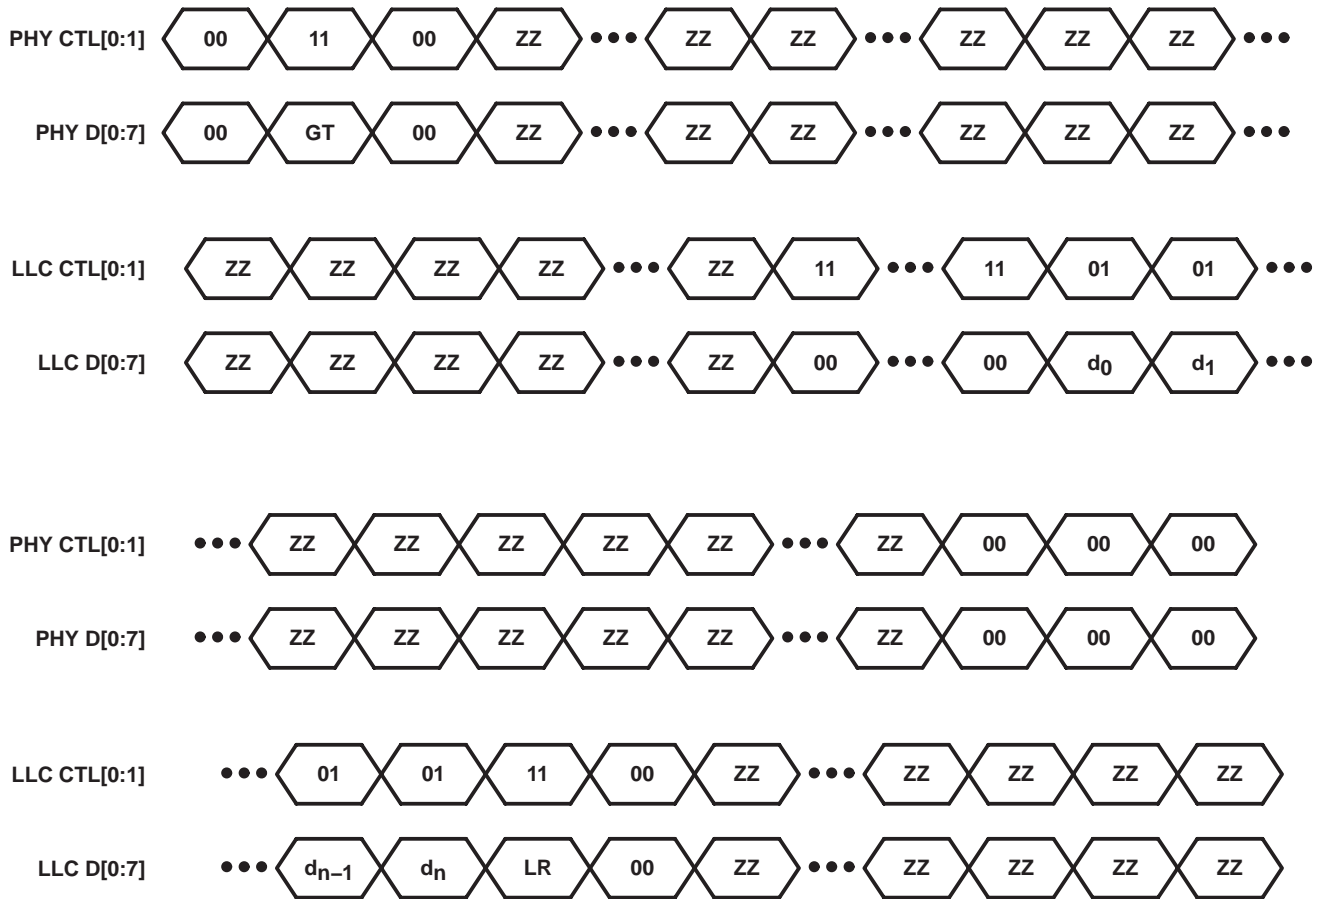 PHY CTL[0:1] 00 11 00 ZZ ••• ZZ ZZ ••• ZZ ZZ ZZ •••
PHY D[0:7] 00 GT 00 ZZ ••• ZZ ZZ ••• ZZ ZZ ZZ •••
LLC CTL[0:1] ZZ ZZ ZZ ZZ ••• ZZ 11 ••• 11 01 01 •••
LLC D[0:7] ZZ ZZ ZZ ZZ ••• ZZ 00 ••• 00 d0 d1 •••
PHY CTL[0:1] ••• ZZ ZZ ZZ ZZ ZZ ••• ZZ 00 00 00
PHY D[0:7] ••• ZZ ZZ ZZ ZZ ZZ ••• ZZ 00 00 00
LLC CTL[0:1] ••• 01 01 11 00 ZZ ••• ZZ ZZ ZZ ZZ
LLC D[0:7] ••• dn–1 dn LR 00 ZZ ••• ZZ ZZ ZZ ZZ